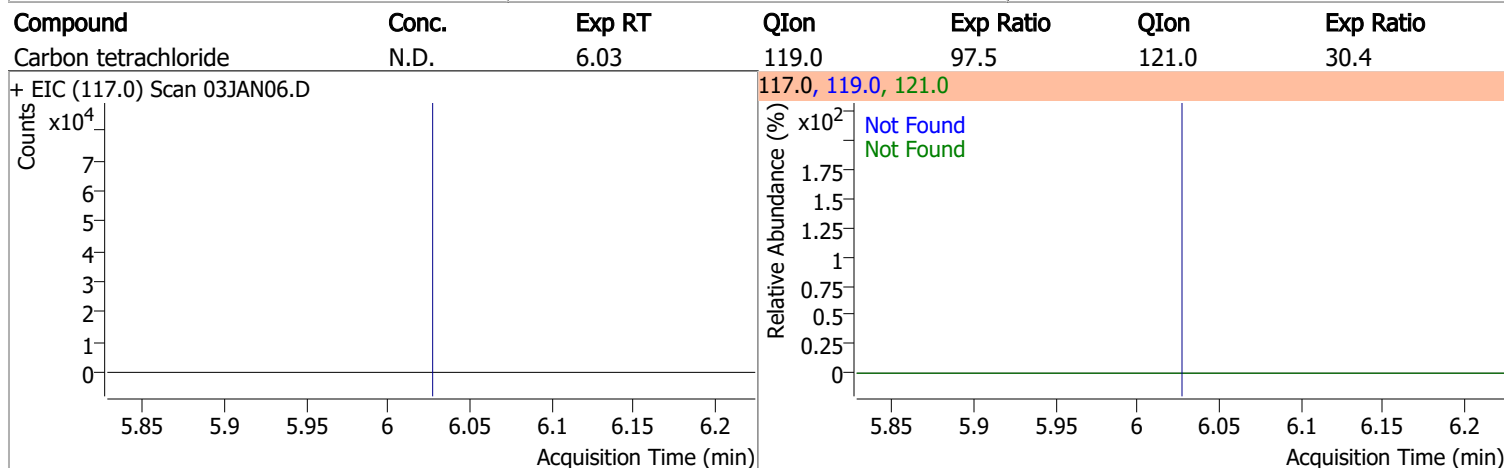 Compound Conc. Exp RT QIon Exp Ratio QIon Exp Ratio
Carbon tetrachloride N.D. 6.03 119.0 97.5 121.0 30.4
+ EIC (117.0) Scan 03JAN06.D
Counts
x10⁴
7
6
5
4
3
2
1
0
5.85 5.9 5.95 6 6.05 6.1 6.15 6.2
Acquisition Time (min)
117.0, 119.0, 121.0
Relative Abundance (%)
x10²
Not Found
Not Found
1.75
1.5
1.25
1
0.75
0.5
0.25
0
5.85 5.9 5.95 6 6.05 6.1 6.15 6.2
Acquisition Time (min)